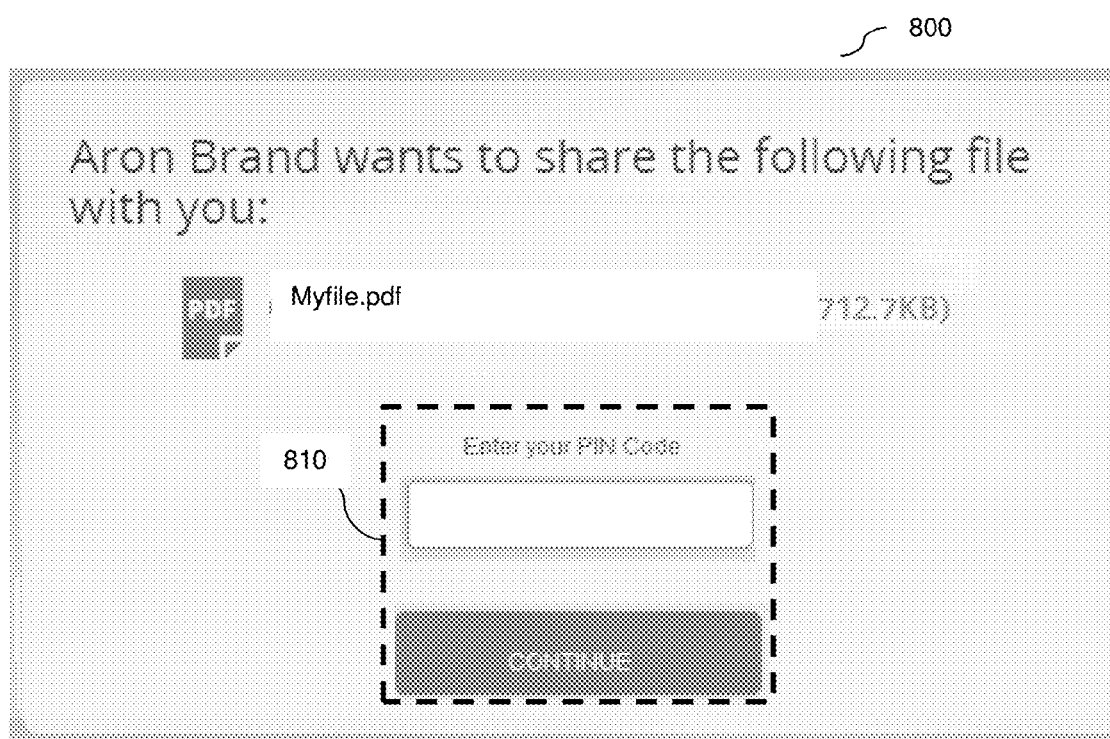 800
Aron Brand wants to share the following file
with you:
PDF Myfile.pdf 712.7KB)
Enter your PIN Code
810
CONTINUE